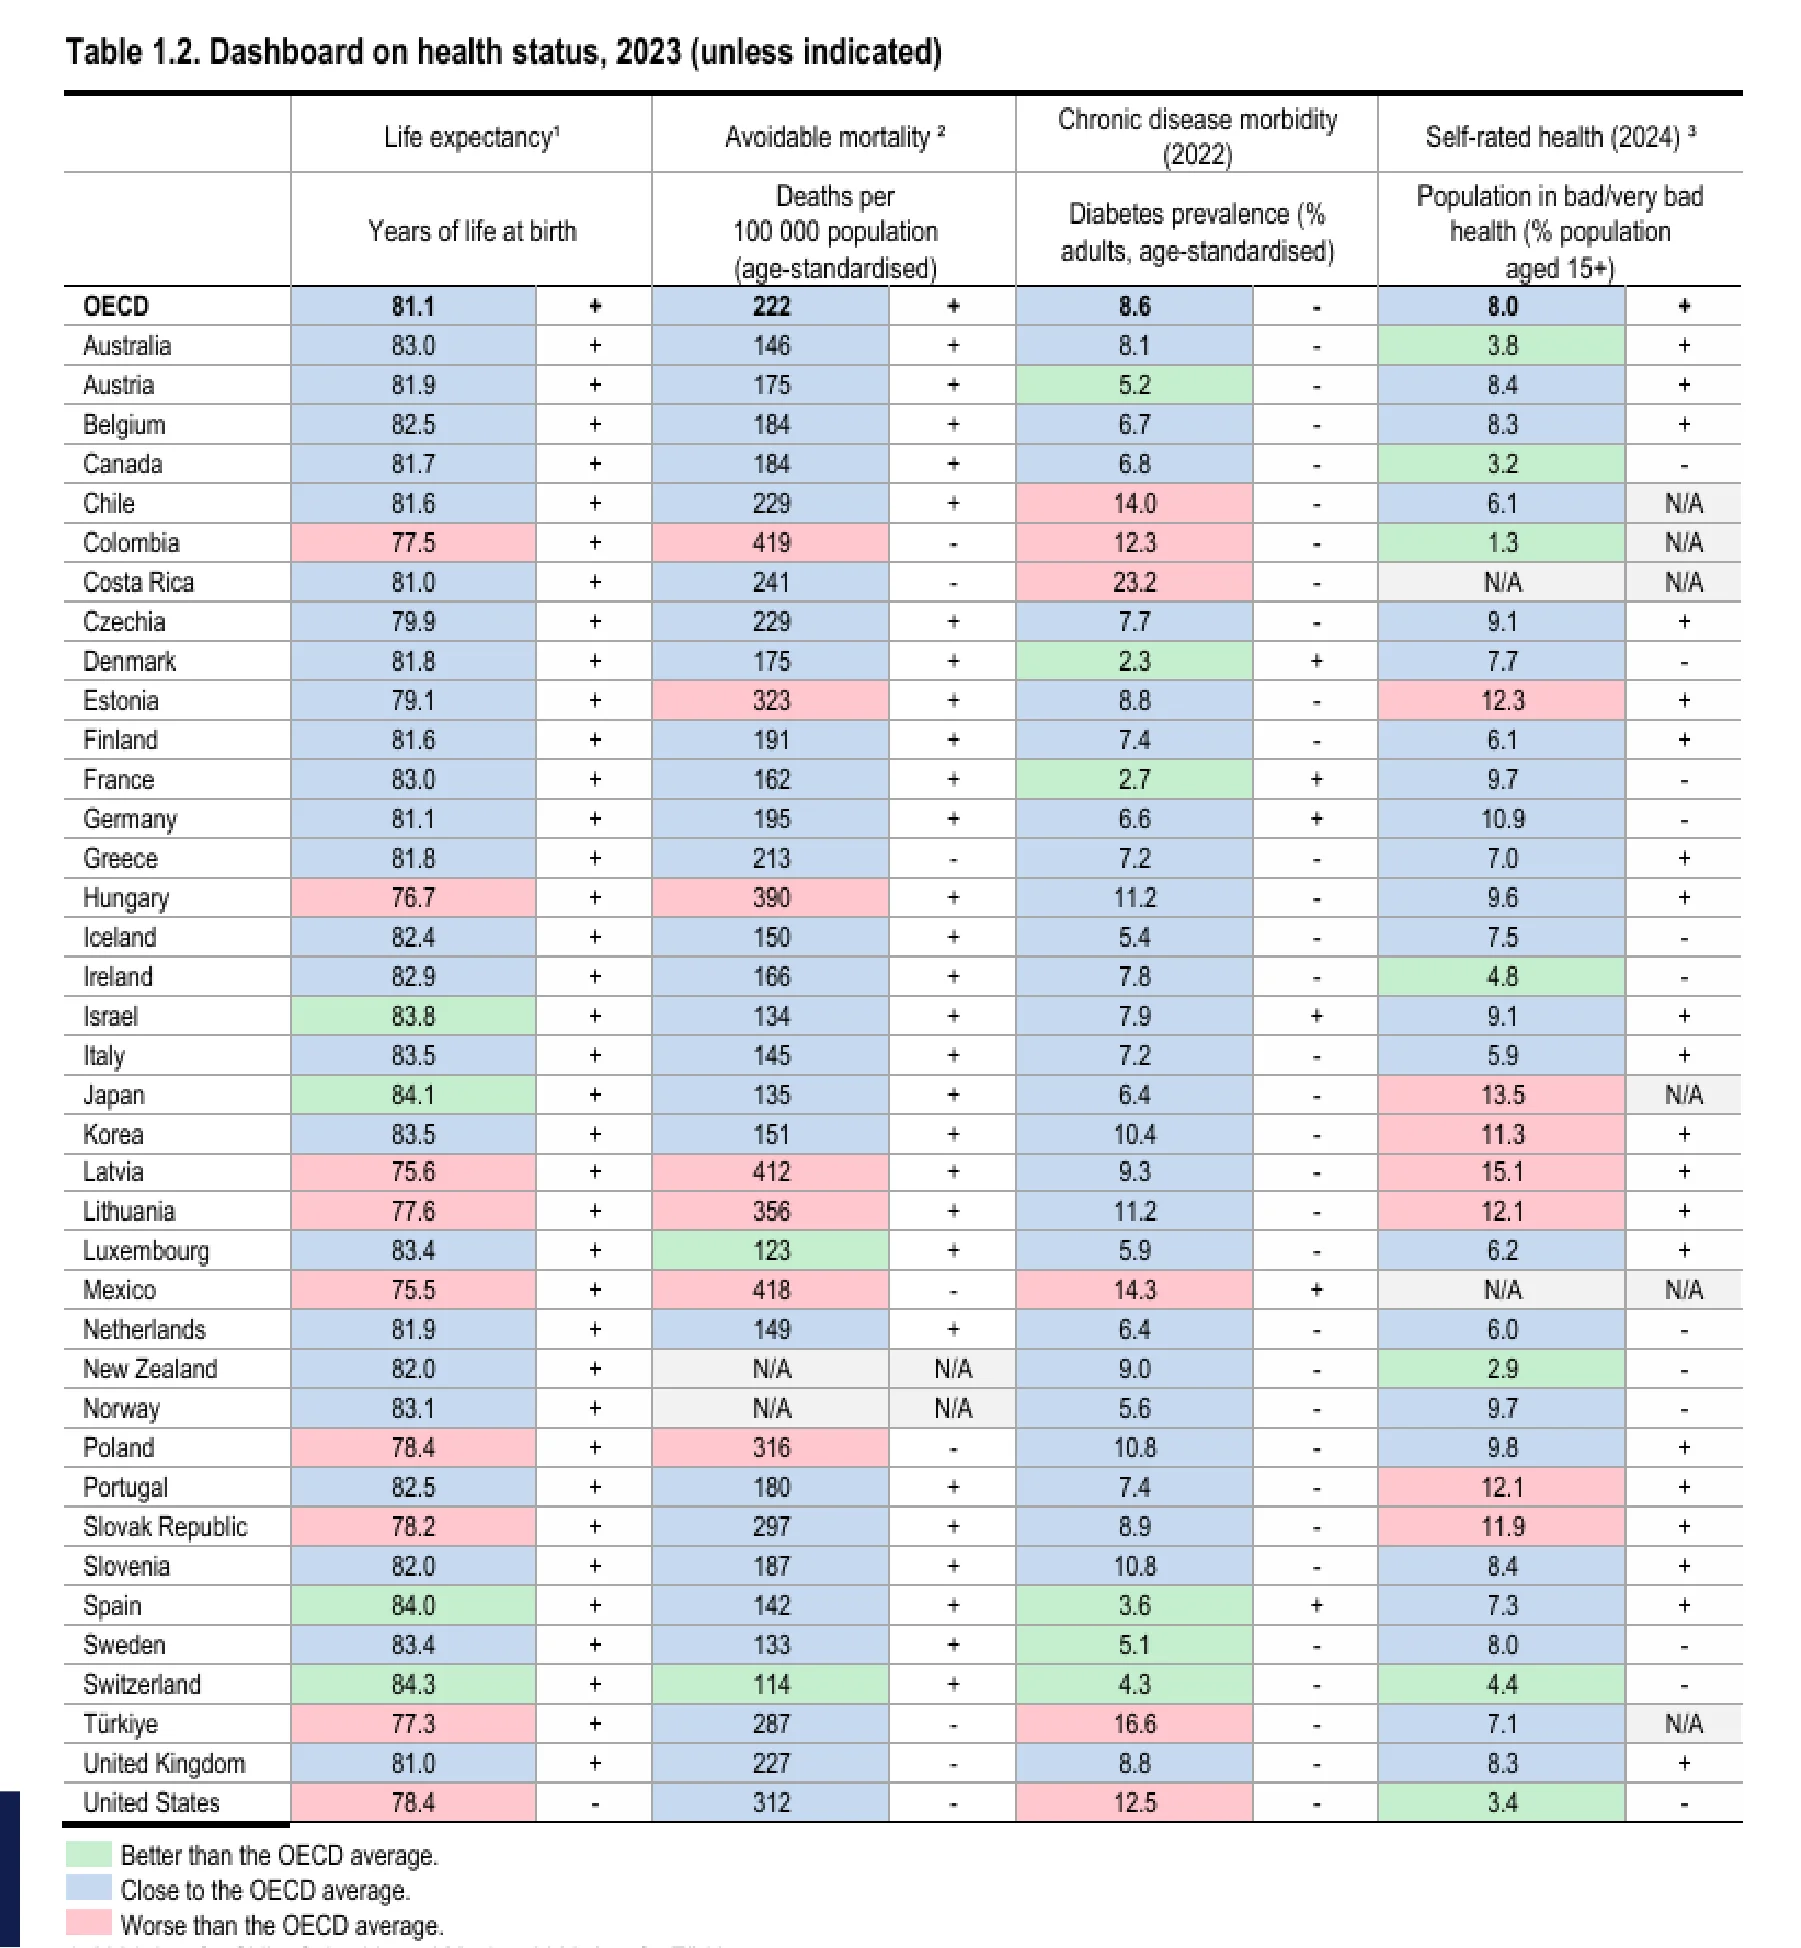 Table 1.2. Dashboard on health status, 2023 (unless indicated)
Life expectancy¹ Avoidable mortality ² Chronic disease morbidity (2022) Self-rated health (2024) ³
Years of life at birth Deaths per 100 000 population (age-standardised) Diabetes prevalence (% adults, age-standardised) Population in bad/very bad health (% population aged 15+)
OECD 81.1 + 222 + 8.6 - 8.0 +
Australia 83.0 + 146 + 8.1 - 3.8 +
Austria 81.9 + 175 + 5.2 - 8.4 +
Belgium 82.5 + 184 + 6.7 - 8.3 +
Canada 81.7 + 184 + 6.8 - 3.2 -
Chile 81.6 + 229 + 14.0 - 6.1 N/A
Colombia 77.5 + 419 - 12.3 - 1.3 N/A
Costa Rica 81.0 + 241 - 23.2 - N/A N/A
Czechia 79.9 + 229 + 7.7 - 9.1 +
Denmark 81.8 + 175 + 2.3 + 7.7 -
Estonia 79.1 + 323 + 8.8 - 12.3 +
Finland 81.6 + 191 + 7.4 - 6.1 +
France 83.0 + 162 + 2.7 + 9.7 -
Germany 81.1 + 195 + 6.6 + 10.9 -
Greece 81.8 + 213 - 7.2 - 7.0 +
Hungary 76.7 + 390 + 11.2 - 9.6 +
Iceland 82.4 + 150 + 5.4 - 7.5 -
Ireland 82.9 + 166 + 7.8 - 4.8 -
Israel 83.8 + 134 + 7.9 + 9.1 +
Italy 83.5 + 145 + 7.2 - 5.9 +
Japan 84.1 + 135 + 6.4 - 13.5 N/A
Korea 83.5 + 151 + 10.4 - 11.3 +
Latvia 75.6 + 412 + 9.3 - 15.1 +
Lithuania 77.6 + 356 + 11.2 - 12.1 +
Luxembourg 83.4 + 123 + 5.9 - 6.2 +
Mexico 75.5 + 418 - 14.3 + N/A N/A
Netherlands 81.9 + 149 + 6.4 - 6.0 -
New Zealand 82.0 + N/A N/A 9.0 - 2.9 -
Norway 83.1 + N/A N/A 5.6 - 9.7 -
Poland 78.4 + 316 - 10.8 - 9.8 +
Portugal 82.5 + 180 + 7.4 - 12.1 +
Slovak Republic 78.2 + 297 + 8.9 - 11.9 +
Slovenia 82.0 + 187 + 10.8 - 8.4 +
Spain 84.0 + 142 + 3.6 + 7.3 +
Sweden 83.4 + 133 + 5.1 - 8.0 -
Switzerland 84.3 + 114 + 4.3 - 4.4 -
Türkiye 77.3 + 287 - 16.6 - 7.1 N/A
United Kingdom 81.0 + 227 - 8.8 - 8.3 +
United States 78.4 - 312 - 12.5 - 3.4 -
Better than the OECD average.
Close to the OECD average.
Worse than the OECD average.